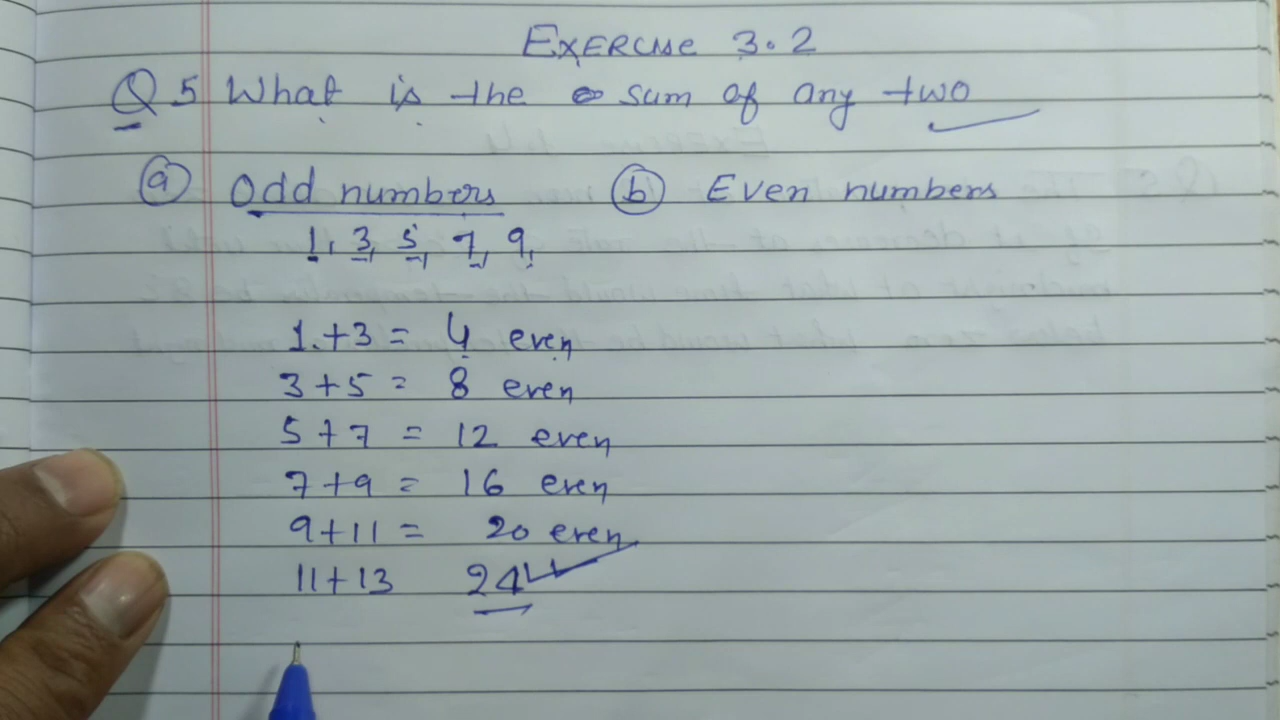 EXERCISE 3.2
Q 5 What is the sum of any two
(a) Odd numbers (b) Even numbers
1, 3, 5, 7, 9,
1+3 = 4 even
3+5 = 8 even
5+7 = 12 even
7+9 = 16 even
9+11 = 20 even
11+13 24